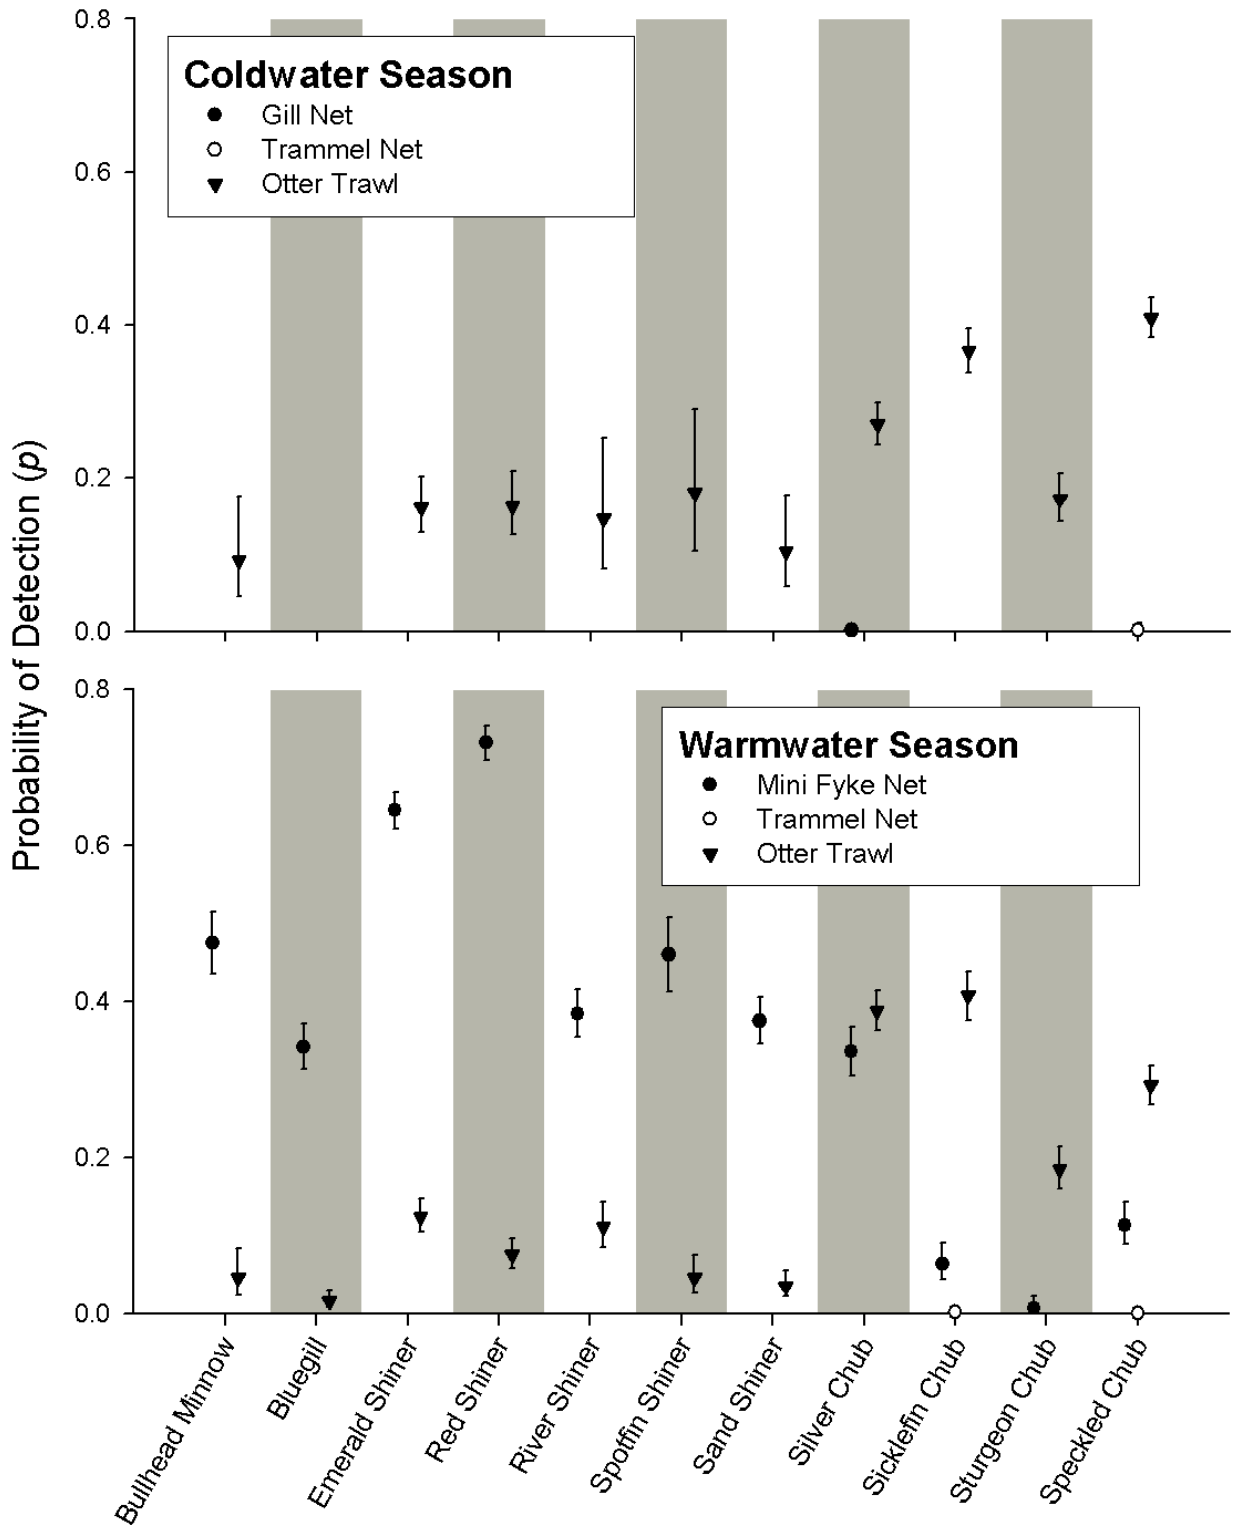 Probability of Detection (p)
0.8
0.6
0.4
0.2
0.0
Coldwater Season
Gill Net
Trammel Net
Otter Trawl
0.8
0.6
0.4
0.2
0.0
Warmwater Season
Mini Fyke Net
Trammel Net
Otter Trawl
Bullhead Minnow
Bluegill
Emerald Shiner
Red Shiner
River Shiner
Spotfin Shiner
Sand Shiner
Silver Chub
Sicklefin Chub
Sturgeon Chub
Speckled Chub